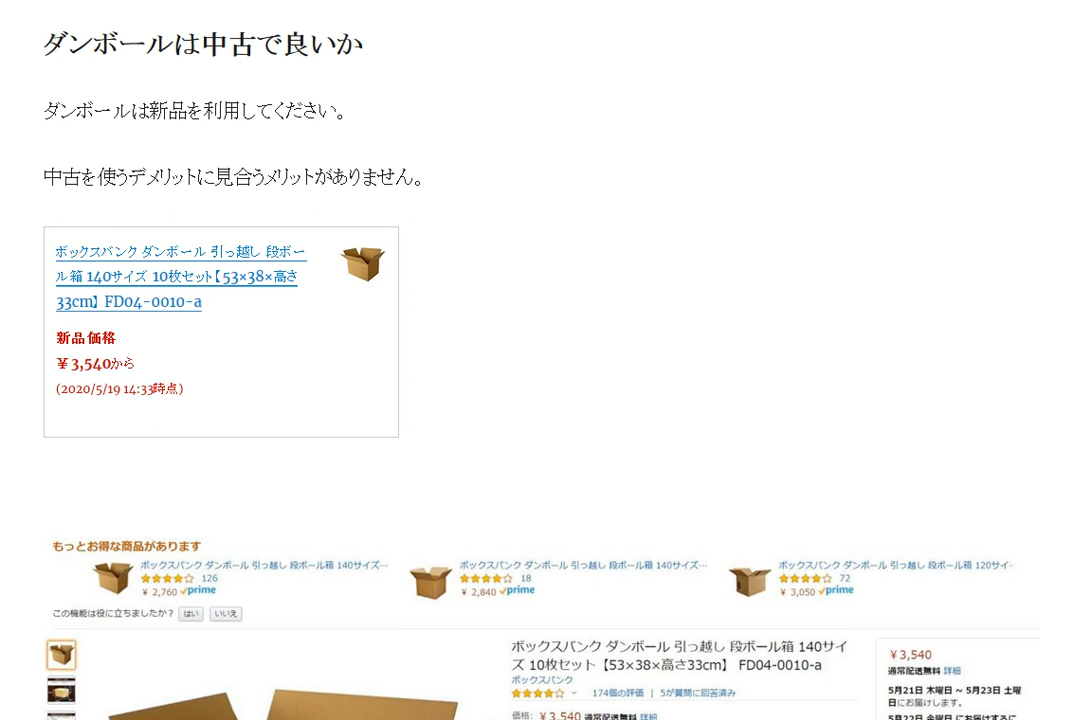 ダンボールは中古で良いか
ダンボールは新品を利用してください。
中古を使うデメリットに見合うメリットがありません。
ボックスバンク ダンボール 引っ越し 段ボー
ル箱 140サイズ 10枚セット【53×38×高さ
33cm】 FD04-0010-a
新品価格
￥3,540から
(2020/5/19 14:33時点)
もっとお得な商品があります
ボックスバンク ダンボール 引っ越し 段ボール箱 140サイズ…
126
￥ 2,760 prime
ボックスバンク ダンボール 引っ越し 段ボール箱 140サイズ…
18
￥ 2,840 prime
ボックスバンク ダンボール 引っ越し 段ボール箱 120サイ
72
￥ 3,050 prime
この機能は役に立ちましたか？ はい いいえ
ボックスバンク ダンボール 引っ越し 段ボール箱 140サイ
ズ 10枚セット【53×38×高さ33cm】 FD04-0010-a
ボックスバンク
174個の評価 | 5が質問に回答済み
価格: ￥3,540 通常配送無料 詳細
￥3,540
通常配送無料 詳細
5月21日 木曜日 ~ 5月23日 土曜
日にお届けします。
5月22日 金曜日 にお届けするに